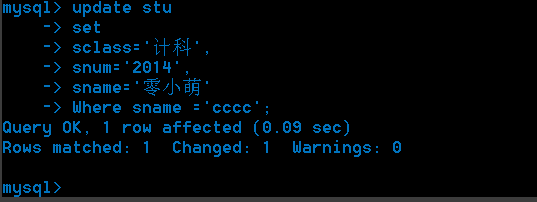 mysql> update stu
    -> set
    -> sclass='计科',
    -> snum='2014',
    -> sname='零小萌'
    -> Where sname ='cccc';
Query OK, 1 row affected (0.09 sec)
Rows matched: 1  Changed: 1  Warnings: 0
mysql>